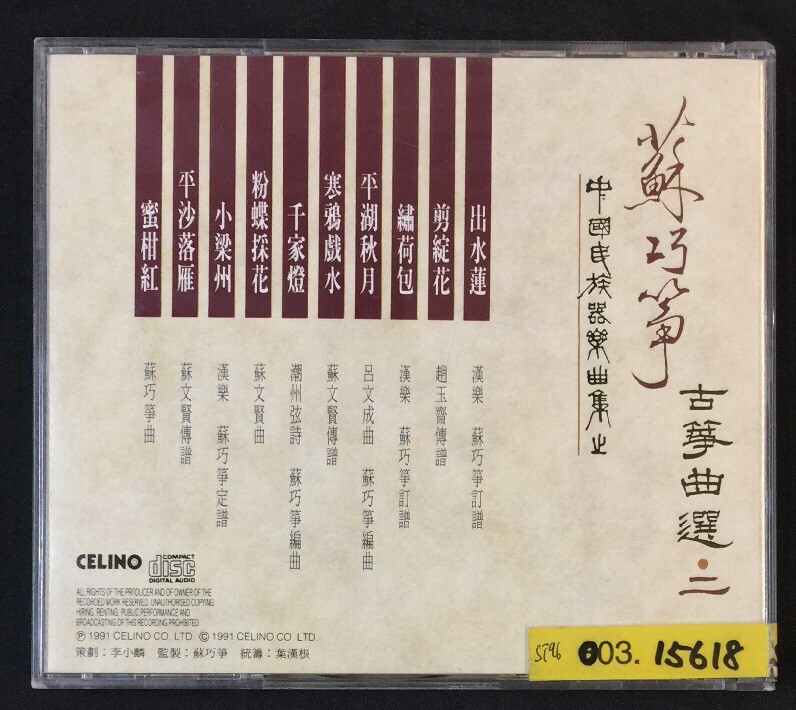 蘇巧箏
古箏曲選・二
中國民族器樂曲集之
出水蓮
漢樂 蘇巧箏訂譜
剪綻花
趙玉齋傳譜
繡荷包
漢樂 蘇巧箏訂譜
平湖秋月
呂文成曲 蘇巧箏編曲
寒鴉戲水
蘇文賢傳譜
千家燈
潮州弦詩 蘇巧箏編曲
粉蝶採花
蘇文賢曲
小梁州
漢樂 蘇巧箏定譜
平沙落雁
蘇文賢傳譜
蜜柑紅
蘇巧箏曲
CELINO
COMPACT
disc
DIGITAL AUDIO
ALL RIGHTS OF THE PRODUCER AND OF OWNER OF THE
RECORDED WORK RESERVED. UNAUTHORISED COPYING
HIRING, RENTING, PUBLIC PERFORMANCE AND
BROADCASTING OF THIS RECORDING PROHIBITED.
Ⓟ 1991 CELINO CO. LTD © 1991 CELINO CO. LTD.
策劃：李小麟 監製：蘇巧箏 統籌：葉漢根
003. 15618